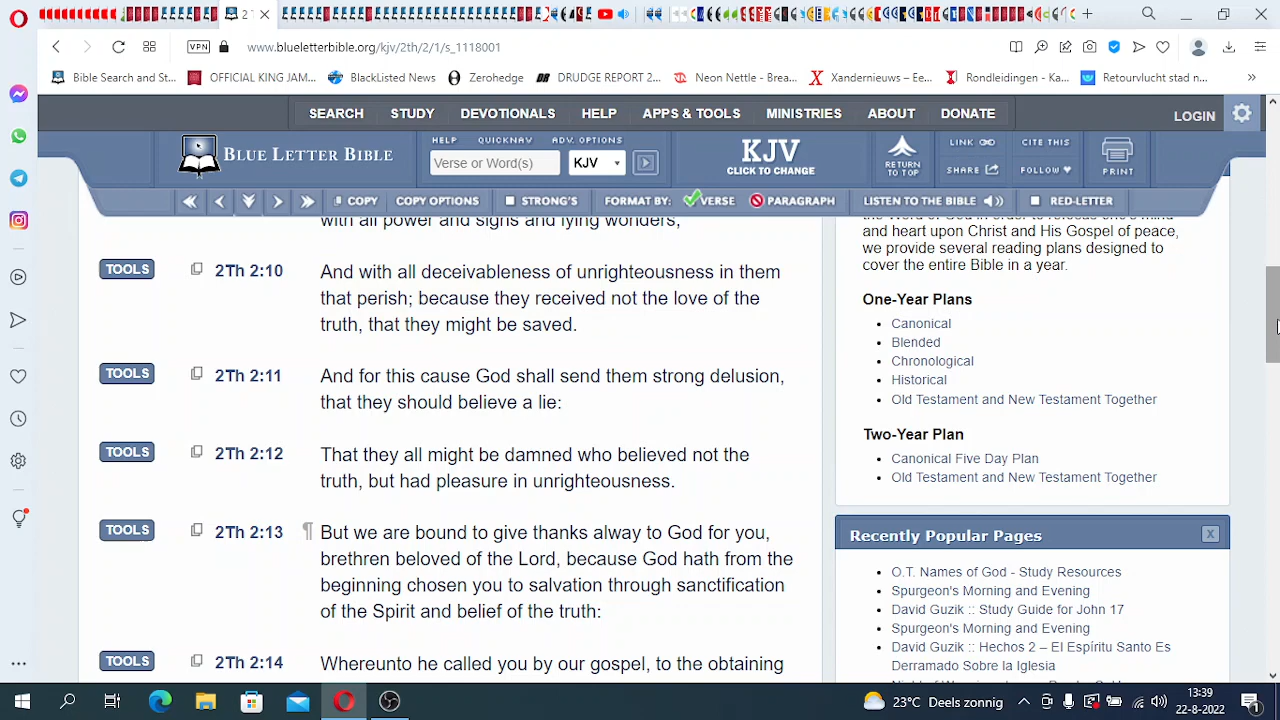 2 T
VPN
www.blueletterbible.org/kjv/2th/2/1/s_1118001
Bible Search and St...
OFFICIAL KING JAM...
BlackListed News
Zerohedge
DRUDGE REPORT 2...
Neon Nettle - Brea...
Xandernieuws – Ee...
Rondleidingen - Ka...
Retourvlucht stad n...
SEARCH STUDY DEVOTIONALS HELP APPS & TOOLS MINISTRIES ABOUT DONATE
LOGIN
BLUE LETTER BIBLE
HELP QUICKNAV ADV. OPTIONS
Verse or Word(s)
KJV
KJV
CLICK TO CHANGE
RETURN
TO TOP
LINK
SHARE
CITE THIS
FOLLOW
PRINT
COPY COPY OPTIONS STRONG'S FORMAT BY: VERSE PARAGRAPH LISTEN TO THE BIBLE RED-LETTER
with all power and signs and lying wonders,
TOOLS 2Th 2:10 And with all deceivableness of unrighteousness in them
that perish; because they received not the love of the
truth, that they might be saved.
TOOLS 2Th 2:11 And for this cause God shall send them strong delusion,
that they should believe a lie:
TOOLS 2Th 2:12 That they all might be damned who believed not the
truth, but had pleasure in unrighteousness.
TOOLS 2Th 2:13 ¶ But we are bound to give thanks alway to God for you,
brethren beloved of the Lord, because God hath from the
beginning chosen you to salvation through sanctification
of the Spirit and belief of the truth:
TOOLS 2Th 2:14 Whereunto he called you by our gospel, to the obtaining
the Word of God in order to refocus one's mind
and heart upon Christ and His Gospel of peace,
we provide several reading plans designed to
cover the entire Bible in a year.
One-Year Plans
Canonical
Blended
Chronological
Historical
Old Testament and New Testament Together
Two-Year Plan
Canonical Five Day Plan
Old Testament and New Testament Together
Recently Popular Pages
X
O.T. Names of God - Study Resources
Spurgeon's Morning and Evening
David Guzik :: Study Guide for John 17
Spurgeon's Morning and Evening
David Guzik :: Hechos 2 – El Espíritu Santo Es
Derramado Sobre la Iglesia
23°C Deels zonnig
13:39
22-8-2022